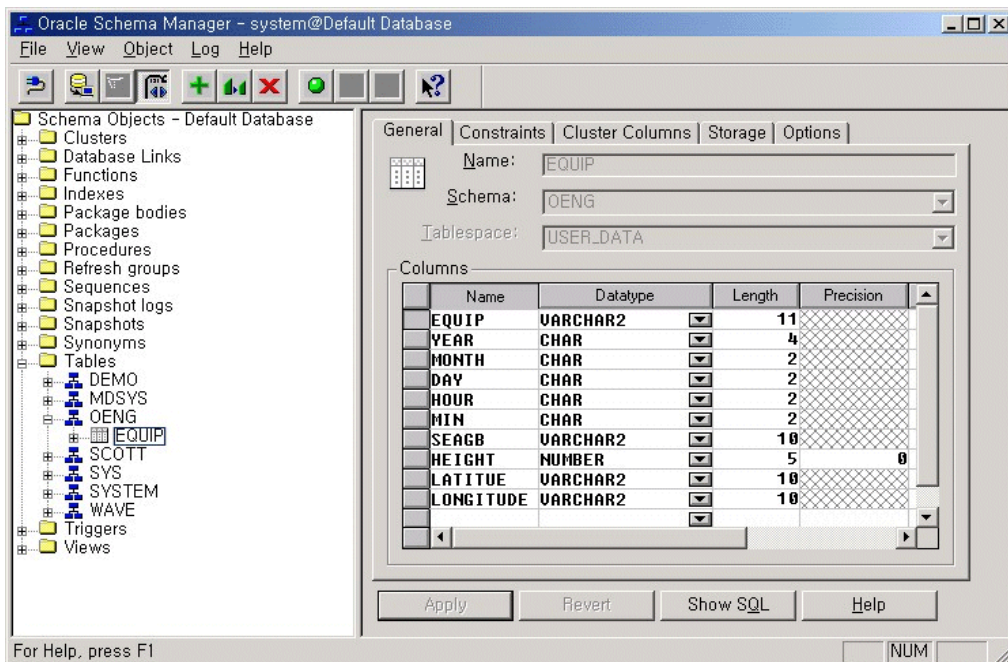 Oracle Schema Manager - system@Default Database
File View Object Log Help
Schema Objects - Default Database
Clusters
Database Links
Functions
Indexes
Package bodies
Packages
Procedures
Refresh groups
Sequences
Snapshot logs
Snapshots
Synonyms
Tables
DEMO
MDSYS
OENG
EQUIP
SCOTT
SYS
SYSTEM
WAVE
Triggers
Views
General Constraints Cluster Columns Storage Options
Name: EQUIP
Schema: OENG
Tablespace: USER_DATA
Columns
Name Datatype Length Precision
EQUIP VARCHAR2 11
YEAR CHAR 4
MONTH CHAR 2
DAY CHAR 2
HOUR CHAR 2
MIN CHAR 2
SEAGB VARCHAR2 10
HEIGHT NUMBER 5 0
LATITUE VARCHAR2 10
LONGITUDE VARCHAR2 10
Apply Revert Show SQL Help
For Help, press F1 NUM